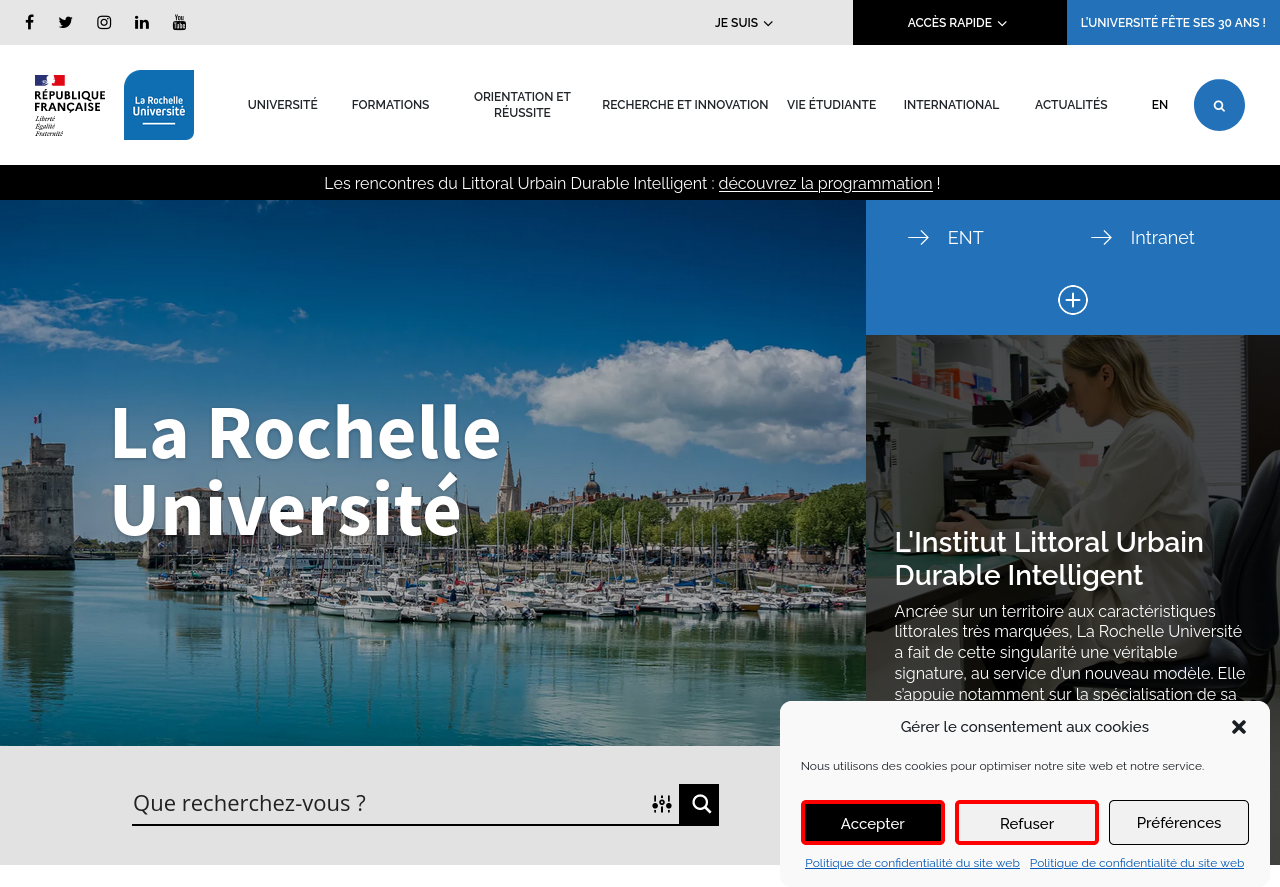 JE SUIS
ACCÈS RAPIDE
L'UNIVERSITÉ FÊTE SES 30 ANS !
RÉPUBLIQUE
FRANÇAISE
Liberté
Égalité
Fraternité
La Rochelle
Université
UNIVERSITÉ
FORMATIONS
ORIENTATION ET
RÉUSSITE
RECHERCHE ET INNOVATION
VIE ÉTUDIANTE
INTERNATIONAL
ACTUALITÉS
EN
Les rencontres du Littoral Urbain Durable Intelligent : découvrez la programmation !
ENT
Intranet
La Rochelle
Université
L'Institut Littoral Urbain
Durable Intelligent
Ancrée sur un territoire aux caractéristiques
littorales très marquées, La Rochelle Université
a fait de cette singularité une véritable
signature, au service d'un nouveau modèle. Elle
s'appuie notamment sur la spécialisation de sa
Que recherchez-vous ?
Gérer le consentement aux cookies
Nous utilisons des cookies pour optimiser notre site web et notre service.
Accepter
Refuser
Préférences
Politique de confidentialité du site web
Politique de confidentialité du site web